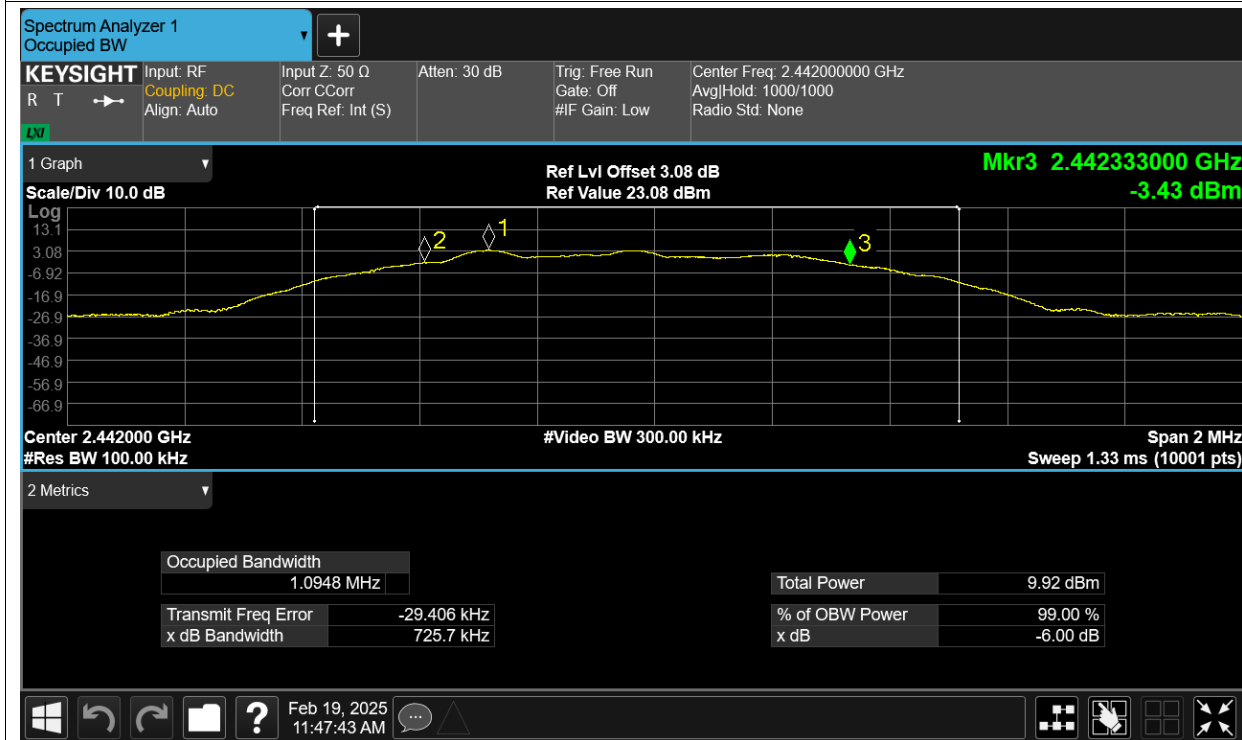 Spectrum Analyzer 1
Occupied BW
+
KEYSIGHT
R T
LXI
Input: RF
Coupling: DC
Align: Auto
Input Z: 50 Ω
Corr CCorr
Freq Ref: Int (S)
Atten: 30 dB
Trig: Free Run
Gate: Off
#IF Gain: Low
Center Freq: 2.442000000 GHz
Avg|Hold: 1000/1000
Radio Std: None
1 Graph
Scale/Div 10.0 dB
Ref Lvl Offset 3.08 dB
Ref Value 23.08 dBm
Mkr3 2.442333000 GHz
-3.43 dBm
Log
13.1
3.08
-6.92
-16.9
-26.9
-36.9
-46.9
-56.9
-66.9
2
1
3
Center 2.442000 GHz
#Res BW 100.00 kHz
#Video BW 300.00 kHz
Span 2 MHz
Sweep 1.33 ms (10001 pts)
2 Metrics
Occupied Bandwidth
1.0948 MHz
Transmit Freq Error -29.406 kHz
x dB Bandwidth 725.7 kHz
Total Power 9.92 dBm
% of OBW Power 99.00 %
x dB -6.00 dB
?
Feb 19, 2025
11:47:43 AM